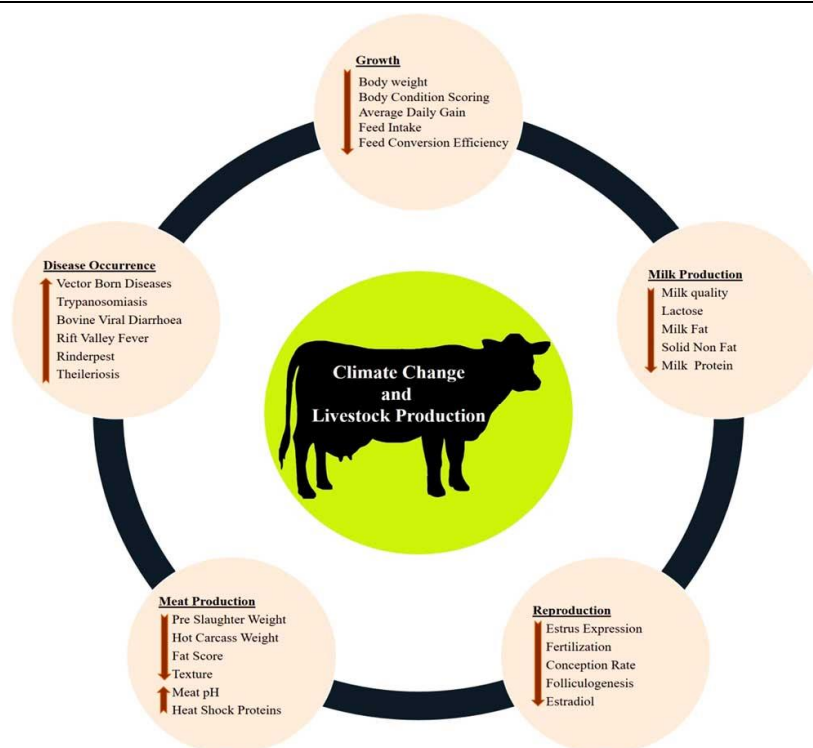 Growth
Body weight
Body Condition Scoring
Average Daily Gain
Feed Intake
Feed Conversion Efficiency
Disease Occurrence
Vector Born Diseases
Trypanosomiasis
Bovine Viral Diarrhoea
Rift Valley Fever
Rinderpest
Theileriosis
Milk Production
Milk quality
Lactose
Milk Fat
Solid Non Fat
Milk Protein
Climate Change
and
Livestock Production
Meat Production
Pre Slaughter Weight
Hot Carcass Weight
Fat Score
Texture
Meat pH
Heat Shock Proteins
Reproduction
Estrus Expression
Fertilization
Conception Rate
Folliculogenesis
Estradiol